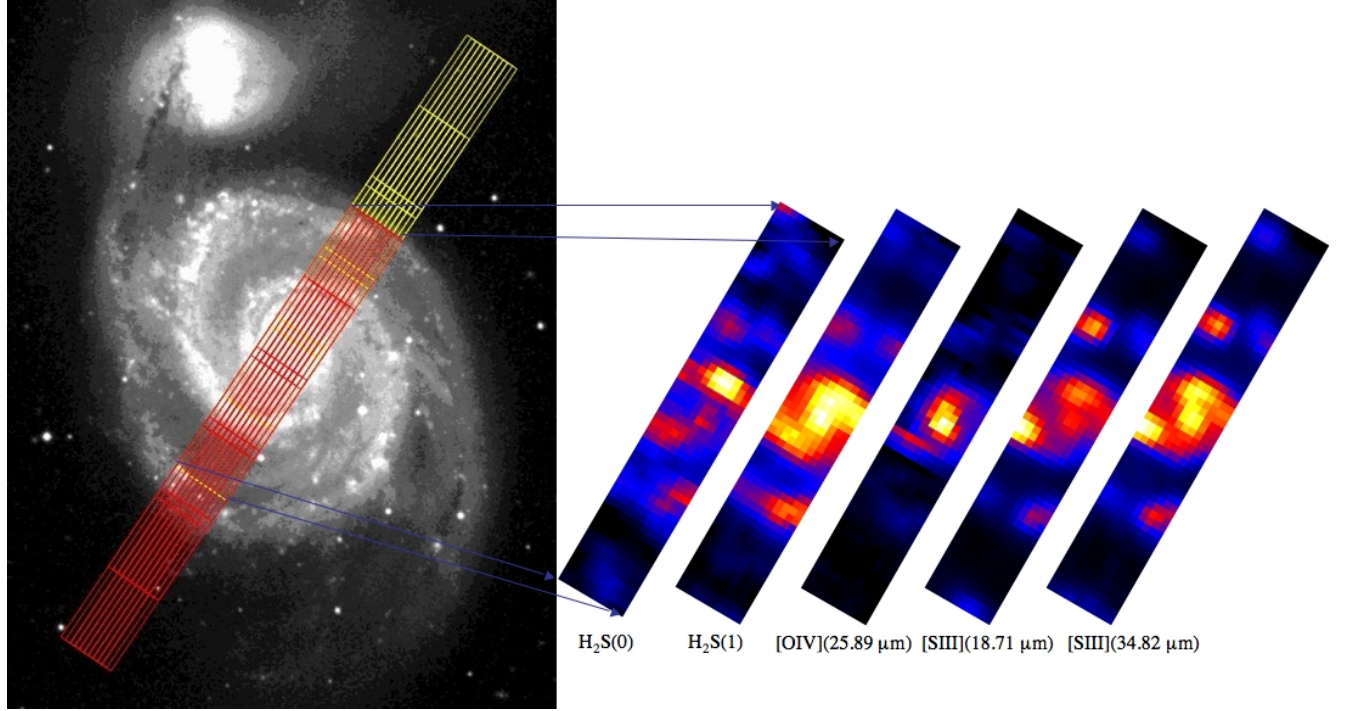 H₂S(0) H₂S(1) [OIV](25.89 μm) [SIII](18.71 μm) [SIII](34.82 μm)